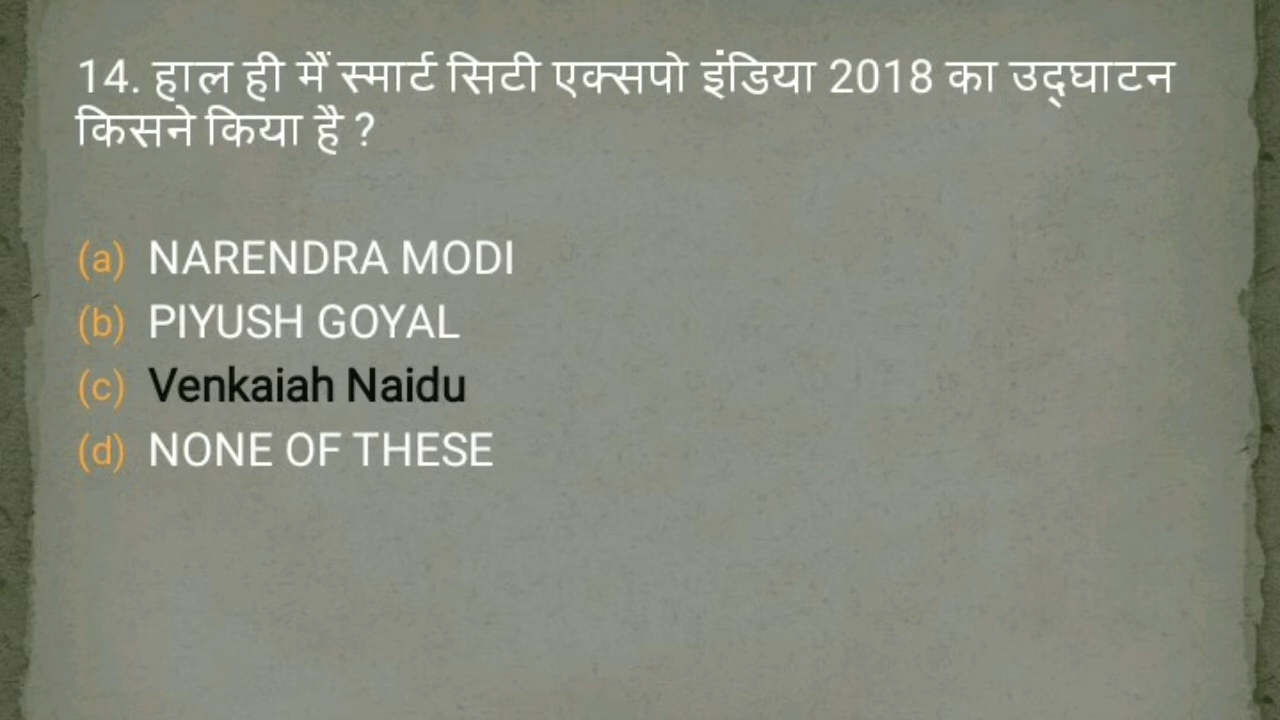 14. हाल ही मैं स्मार्ट सिटी एक्सपो इंडिया 2018 का उद्घाटन
किसने किया है ?
(a) NARENDRA MODI
(b) PIYUSH GOYAL
(c) Venkaiah Naidu
(d) NONE OF THESE